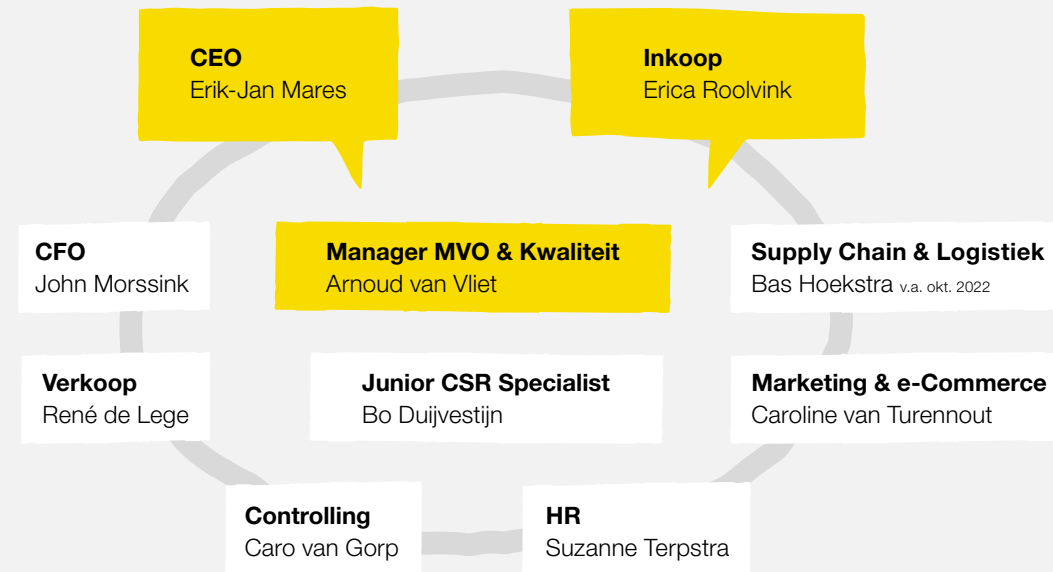 CEO
Erik-Jan Mares
Inkoop
Erica Roolvink
CFO
John Morssink
Manager MVO & Kwaliteit
Arnoud van Vliet
Supply Chain & Logistiek
Bas Hoekstra v.a. okt. 2022
Verkoop
René de Lege
Junior CSR Specialist
Bo Duijvestijn
Marketing & e-Commerce
Caroline van Turennout
Controlling
Caro van Gorp
HR
Suzanne Terpstra